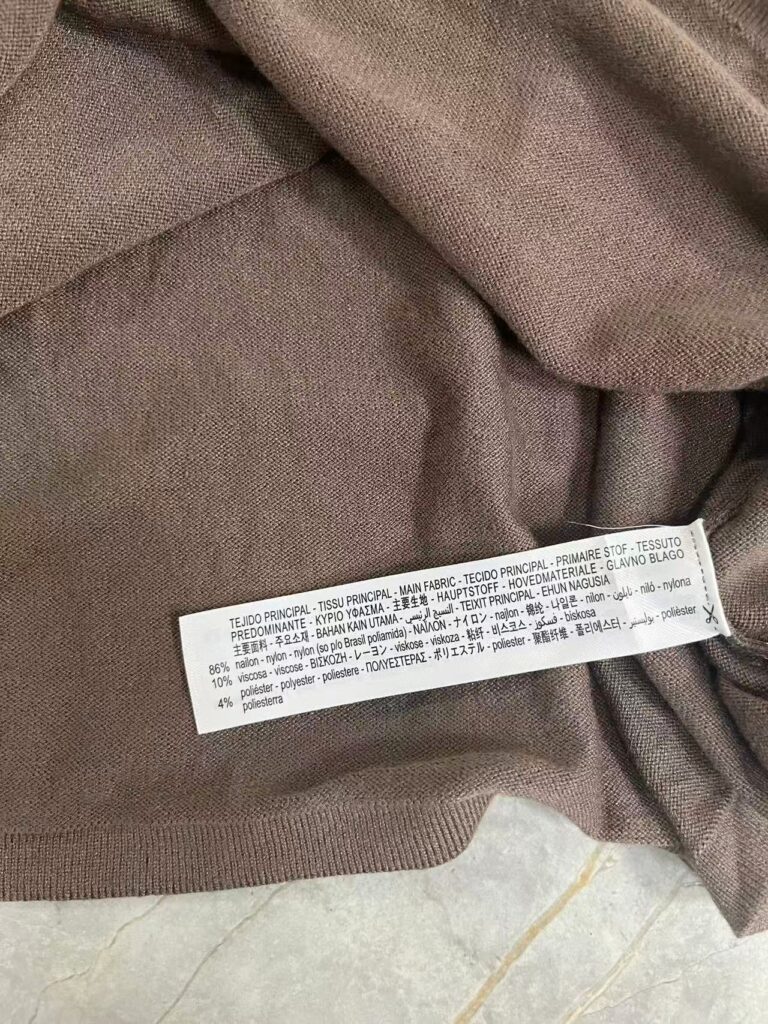 TEJIDO PRINCIPAL - TISSU PRINCIPAL - MAIN FABRIC - TECIDO PRINCIPAL - PRIMAIRE STOF - TESSUTO
PREDOMINANTE - ΚΥΡΙΟ ΥΦΑΣΜΑ - 主要生地 - HAUPTSTOFF - HOVEDMATERIALE - GLAVNO BLAGO
主要面料 - 주요소재 - BAHAN KAIN UTAMA - النسيج الرئيسي - TEIXIT PRINCIPAL - EHUN NAGUSIA
86% nailon - nylon - nylon (so p/o Brasil poliamida) - ΝΑΪΛΟΝ - ナイロン - najlon - 锦纶 - 나일론 - nilon - نايلون - niló - nylona
10% viscosa - viscose - ΒΙΣΚΟΖΗ - レーヨン - viskose - viskoza - 粘纤 - 비스코스 - فسكوز - biskosa
4% poliéster - polyester - poliestere - ΠΟΛΥΕΣΤΕΡΑΣ - ポリエステル - poliester - 聚酯纤维 - 폴리에스터 - بوليستر - polièster
poliesterra